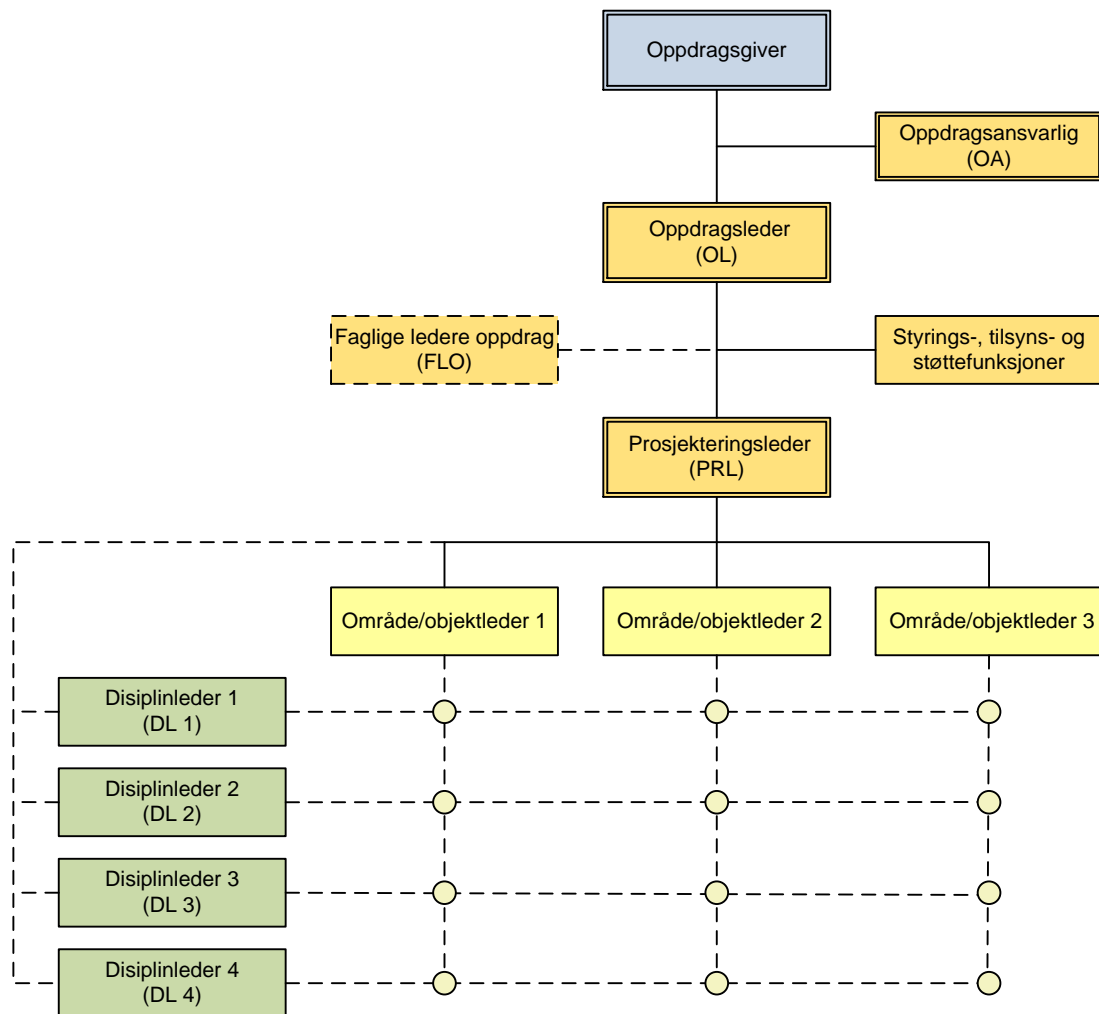 Oppdragsgiver
Oppdragsansvarlig
(OA)
Oppdragsleder
(OL)
Faglige ledere oppdrag
(FLO)
Styrings-, tilsyns- og
støttefunksjoner
Prosjekteringsleder
(PRL)
Område/objektleder 1
Område/objektleder 2
Område/objektleder 3
Disiplinleder 1
(DL 1)
Disiplinleder 2
(DL 2)
Disiplinleder 3
(DL 3)
Disiplinleder 4
(DL 4)